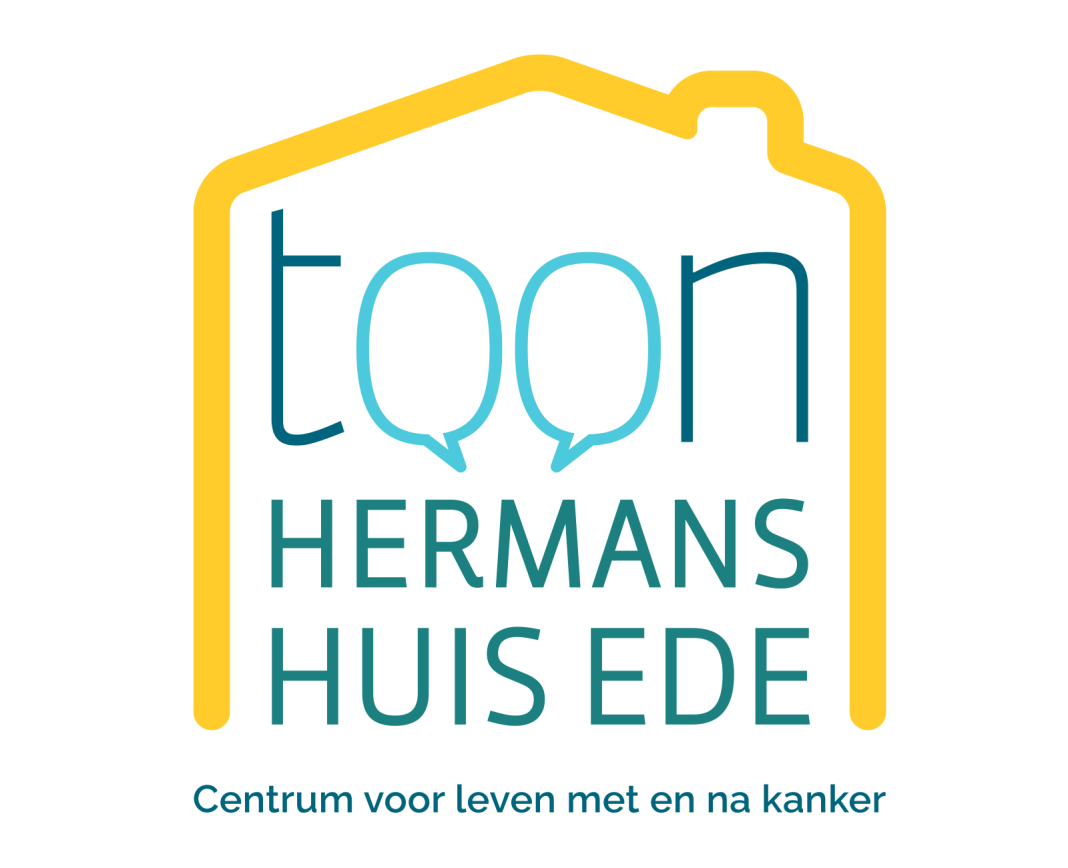 toon
HERMANS
HUIS EDE
Centrum voor leven met en na kanker